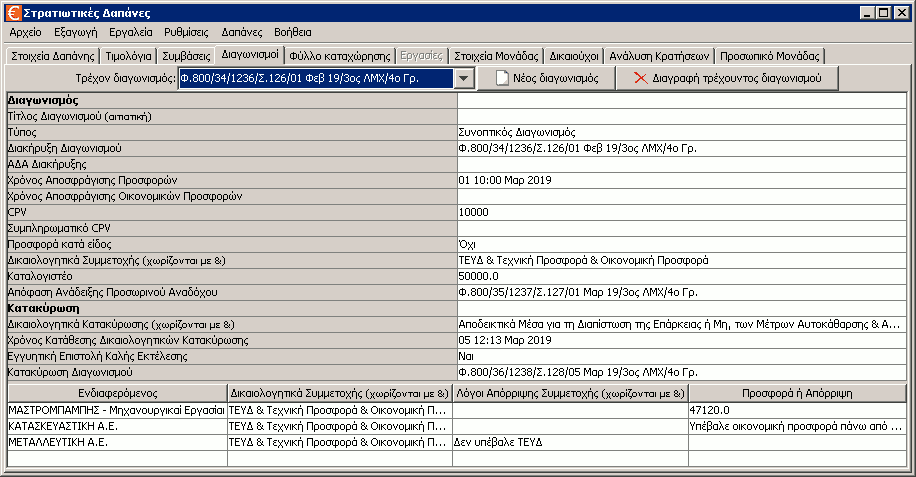 Στρατιωτικές Δαπάνες
Αρχείο Εξαγωγή Εργαλεία Ρυθμίσεις Δαπάνες Βοήθεια
Στοιχεία Δαπάνης Τιμολόγια Συμβάσεις Διαγωνισμοί Φύλλο καταχώρησης Εργασίες Στοιχεία Μονάδας Δικαιούχοι Ανάλυση Κρατήσεων Προσωπικό Μονάδας
Τρέχον διαγωνισμός: Φ.800/34/1236/Σ.126/01 Φεβ 19/3ος ΛΜΧ/4ο Γρ. Νέος διαγωνισμός Διαγραφή τρέχουντος διαγωνισμού
Διαγωνισμός
Τίτλος Διαγωνισμού (αιτιατική)
Τύπος Συνοπτικός Διαγωνισμός
Διακήρυξη Διαγωνισμού Φ.800/34/1236/Σ.126/01 Φεβ 19/3ος ΛΜΧ/4ο Γρ.
ΑΔΑ Διακήρυξης
Χρόνος Αποσφράγισης Προσφορών 01 10:00 Μαρ 2019
Χρόνος Αποσφράγισης Οικονομικών Προσφορών
CPV 10000
Συμπληρωματικό CPV
Προσφορά κατά είδος Όχι
Δικαιολογητικά Συμμετοχής (χωρίζονται με &) ΤΕΥΔ & Τεχνική Προσφορά & Οικονομική Προσφορά
Καταλογιστέο 50000.0
Απόφαση Ανάδειξης Προσωρινού Αναδόχου Φ.800/35/1237/Σ.127/01 Μαρ 19/3ος ΛΜΧ/4ο Γρ.
Κατακύρωση
Δικαιολογητικά Κατακύρωσης (χωρίζονται με &) Αποδεικτικά Μέσα για τη Διαπίστωση της Επάρκειας ή Μη, των Μέτρων Αυτοκάθαρσης & Α...
Χρόνος Κατάθεσης Δικαιολογητικών Κατακύρωσης 05 12:13 Μαρ 2019
Εγγυητική Επιστολή Καλής Εκτέλεσης Ναι
Κατακύρωση Διαγωνισμού Φ.800/36/1238/Σ.128/05 Μαρ 19/3ος ΛΜΧ/4ο Γρ.
Ενδιαφερόμενος Δικαιολογητικά Συμμετοχής (χωρίζονται με &) Λόγοι Απόρριψης Συμμετοχής (χωρίζονται με &) Προσφορά ή Απόρριψη
ΜΑΣΤΡΟΜΠΑΜΠΗΣ - Μηχανουργικαί Εργασίαι ΤΕΥΔ & Τεχνική Προσφορά & Οικονομική Π... 47120.0
ΚΑΤΑΣΚΕΥΑΣΤΙΚΗ Α.Ε. ΤΕΥΔ & Τεχνική Προσφορά & Οικονομική Π... Υπέβαλε οικονομική προσφορά πάνω από ...
ΜΕΤΑΛΛΕΥΤΙΚΗ Α.Ε. ΤΕΥΔ & Τεχνική Προσφορά & Οικονομική Π... Δεν υπέβαλε ΤΕΥΔ